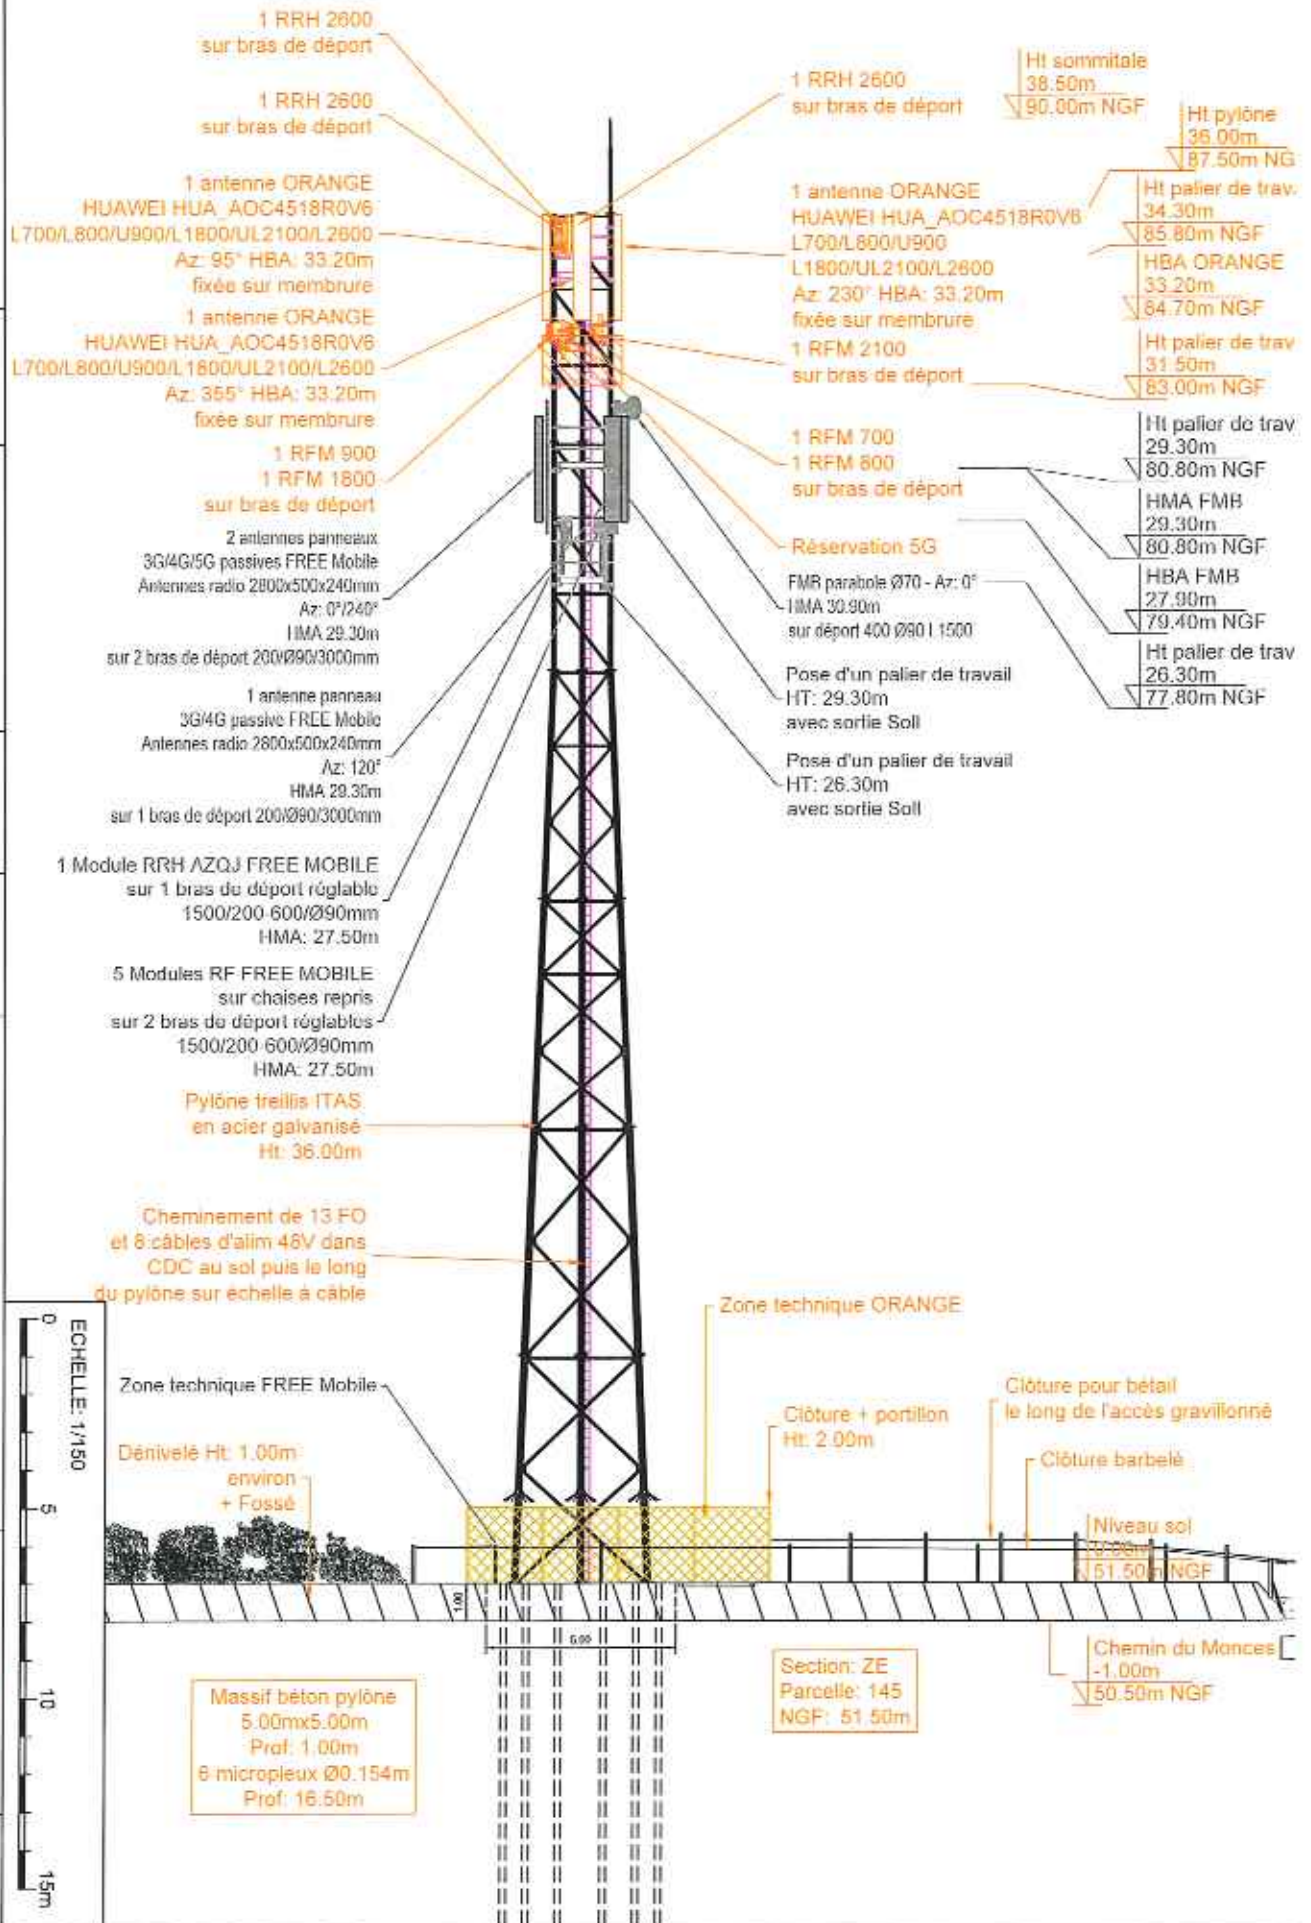 1 RRH 2600
sur bras de départ
1 RRH 2600
sur bras de départ
1 antenne ORANGE
HUAWEI HUA_AOC4518R0V6
L700/L800/U900/L1800/UL2100/L2600
Az: 95° HBA: 33.20m
fixée sur membrure
1 antenne ORANGE
HUAWEI HUA_AOC4518R0V6
L700/L800/U900/L1800/UL2100/L2600
Az: 355° HBA: 33.20m
fixée sur membrure
1 RFM 900
1 RFM 1800
sur bras de départ
2 antennes panneaux
3G/4G/5G passives FREE Mobile
Antennes radio 2800x500x240mm
Az: 0°/240°
HMA 29.30m
sur 2 bras de départ 200/Ø90/3000mm
1 antenne panneau
3G/4G passive FREE Mobile
Antennes radio 2800x500x240mm
Az: 120°
HMA 29.30m
sur 1 bras de départ 200/Ø90/3000mm
1 Module RRH AZQJ FREE MOBILE
sur 1 bras de départ réglable
1500/200-600/Ø90mm
HMA: 27.50m
5 Modules RF FREE MOBILE
sur chaises repris
sur 2 bras de départ réglables
1500/200-600/Ø90mm
HMA: 27.50m
Pylône treillis ITAS
en acier galvanisé
Ht: 36.00m
Cheminement de 13 FO
et 8 câbles d'alim 48V dans
CDC au sol puis le long
du pylône sur échelle à câble
Zone technique FREE Mobile
Dénivelé Ht: 1.00m
environ
+ Fossé
1 RRH 2600
sur bras de départ
1 antenne ORANGE
HUAWEI HUA_AOC4518R0V6
L700/L800/U900
L1800/UL2100/L2600
Az: 230° HBA: 33.20m
fixée sur membrure
1 RFM 2100
sur bras de départ
1 RFM 700
1 RFM 800
sur bras de départ
Réservation 5G
FMB parabole Ø70 - Az: 0°
HMA 30.90m
sur déport 400 Ø90 L 1500
Pose d'un palier de travail
HT: 29.30m
avec sortie Soll
Pose d'un palier de travail
HT: 26.30m
avec sortie Soll
Ht sommitale
38.50m
90.00m NGF
Ht pylône
36.00m
87.50m NG
Ht palier de trav.
34.30m
85.80m NGF
HBA ORANGE
33.20m
84.70m NGF
Ht palier de trav
31.50m
83.00m NGF
Ht palier de trav
29.30m
80.80m NGF
HMA FMB
29.30m
80.80m NGF
HBA FMB
27.90m
79.40m NGF
Ht palier de trav
26.30m
77.80m NGF
Zone technique ORANGE
Clôture + portillon
Ht: 2.00m
Clôture pour bétail
le long de l'accès gravillonné
Clôture barbelé
Niveau sol
0.00m
51.50m NGF
Chemin du Monces
-1.00m
50.50m NGF
1.00
5.00
Massif béton pylône
5.00mx5.00m
Prof: 1.00m
6 micropieux Ø0.154m
Prof: 16.50m
Section: ZE
Parcelle: 145
NGF: 51.50m
ECHELLE: 1/150
0
5
10
15m